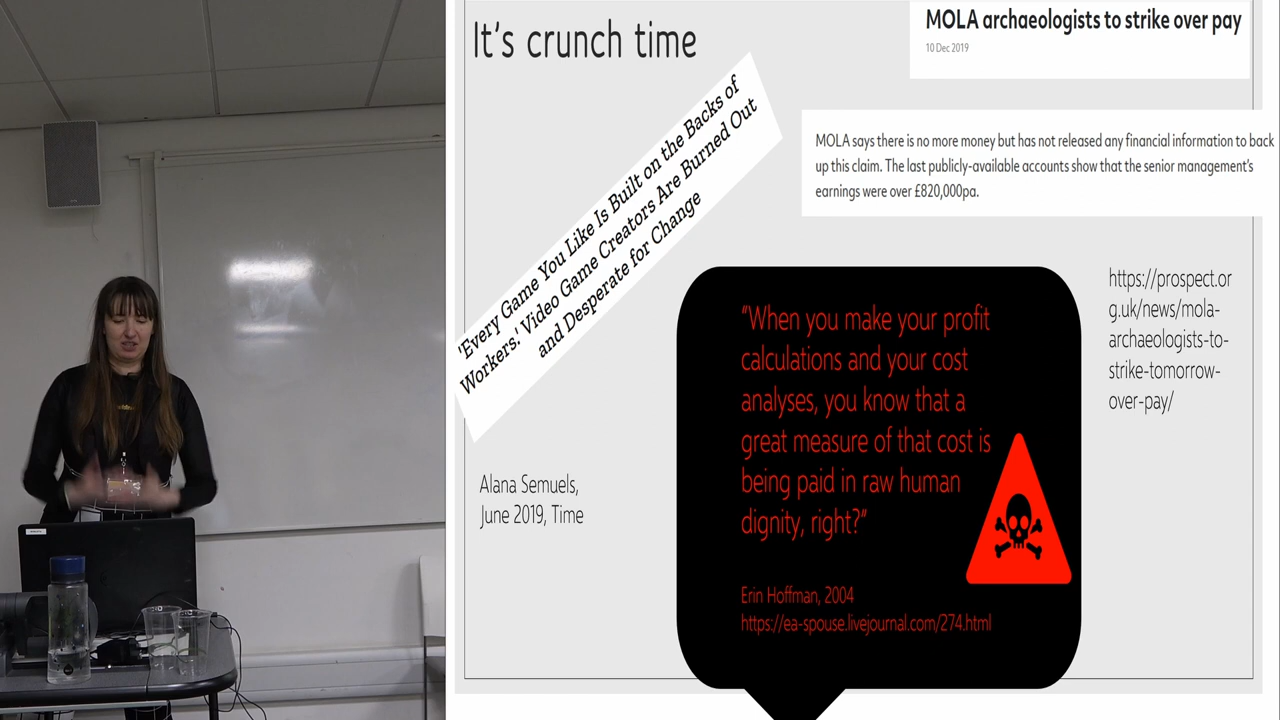 It's crunch time
MOLA archaeologists to strike over pay
10 Dec 2019
'Every Game You Like Is Built on the Backs of
Workers.' Video Game Creators Are Burned Out
and Desperate for Change
MOLA says there is no more money but has not released any financial information to back
up this claim. The last publicly-available accounts show that the senior management's
earnings were over £820,000pa.
https://prospect.or
g.uk/news/mola-
archaeologists-to-
strike-tomorrow-
over-pay/
"When you make your profit
calculations and your cost
analyses, you know that a
great measure of that cost is
being paid in raw human
dignity, right?"
Erin Hoffman, 2004
https://ea-spouse.livejournal.com/274.html
Alana Semuels,
June 2019, Time